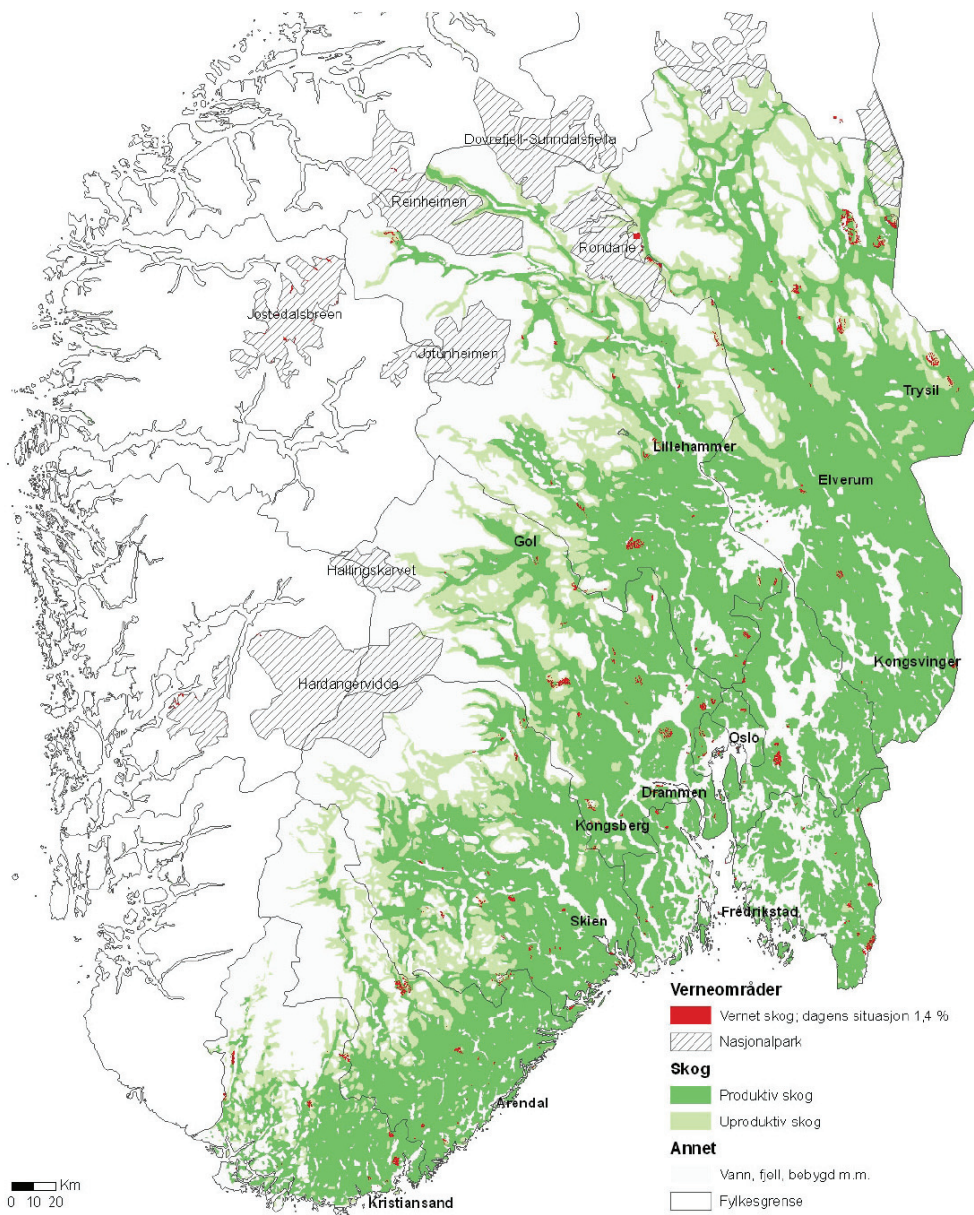 Dovrefjell-Sunndalsfjella
Reinheimen
Rondane
Jostedalsbreen
Jotunheimen
Trysil
Lillehammer
Elverum
Gol
Hallingskarvet
Kongsvinger
Hardangervidda
Oslo
Drammen
Kongsberg
Fredrikstad
Skien
Verneområder
Vernet skog; dagens situasjon 1,4 %
Nasjonalpark
Skog
Produktiv skog
Uproduktiv skog
Arendal
Annet
Vann, fjell, bebygd m.m.
Fylkesgrense
Km
0 10 20
Kristiansand